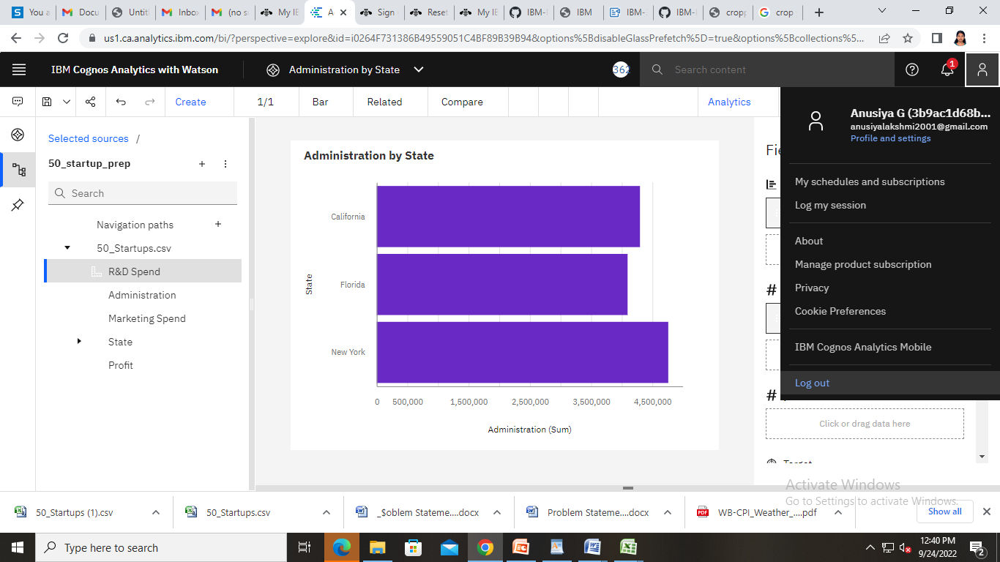 You a
Docu
Untitl
Inbox
(no s
My IE
A
Sign
Reset
My IE
IBM-I
IBM
IBM-
IBM-I
crop
crop
us1.ca.analytics.ibm.com/bi/?perspective=explore&id=i0264F731386B49559051C4BF89B39B94&options%5BdisableGlassPrefetch%5D=true&options%5Bcollections%5...
IBM Cognos Analytics with Watson
Administration by State
362
Search content
1
Create
1/1
Bar
Related
Compare
Analytics
Anusiya G (3b9ac1d68b...
anusiyalakshmi2001@gmail.com
Profile and settings
My schedules and subscriptions
Log my session
About
Manage product subscription
Privacy
Cookie Preferences
IBM Cognos Analytics Mobile
Log out
Selected sources /
50_startup_prep
Search
Navigation paths
50_Startups.csv
R&D Spend
Administration
Marketing Spend
State
Profit
Administration by State
State
California
Florida
New York
0 500,000 1,500,000 2,500,000 3,500,000 4,500,000
Administration (Sum)
Fie
#
#
Click or drag data here
Target
Activate Windows
Go to Settings to activate Windows.
50_Startups (1).csv
50_Startups.csv
_$oblem Stateme....docx
Problem Stateme....docx
PDF
WB-CPI_Weather_....pdf
Show all
Type here to search
12:40 PM
9/24/2022
2